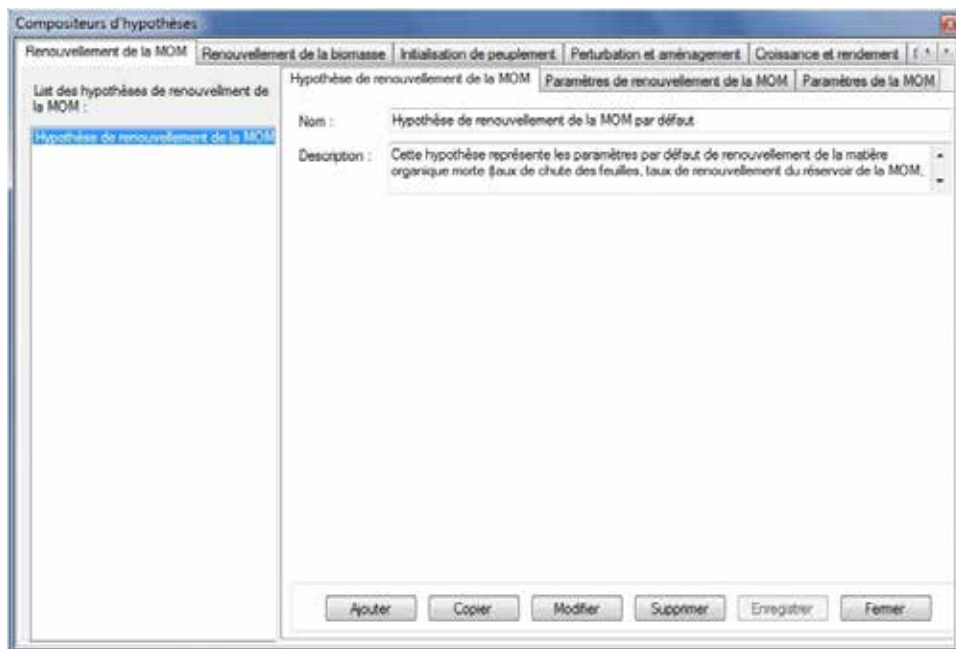 Compositeurs d'hypothèses
Renouvellement de la MOM
Renouvellement de la biomasse
Initialisation de peuplement
Perturbation et aménagement
Croissance et rendement
List des hypothèses de renouvellment de
la MOM :
Hypothèse de renouvellement de la MOM
Hypothèse de renouvellement de la MOM
Paramètres de renouvellement de la MOM
Paramètres de la MOM
Nom :
Hypothèse de renouvellement de la MOM par défaut
Description :
Cette hypothèse représente les paramètres par défaut de renouvellement de la matière
organique morte (taux de chute des feuilles, taux de renouvellement du réservoir de la MOM,
Ajouter
Copier
Modifier
Supprimer
Enregistrer
Fermer